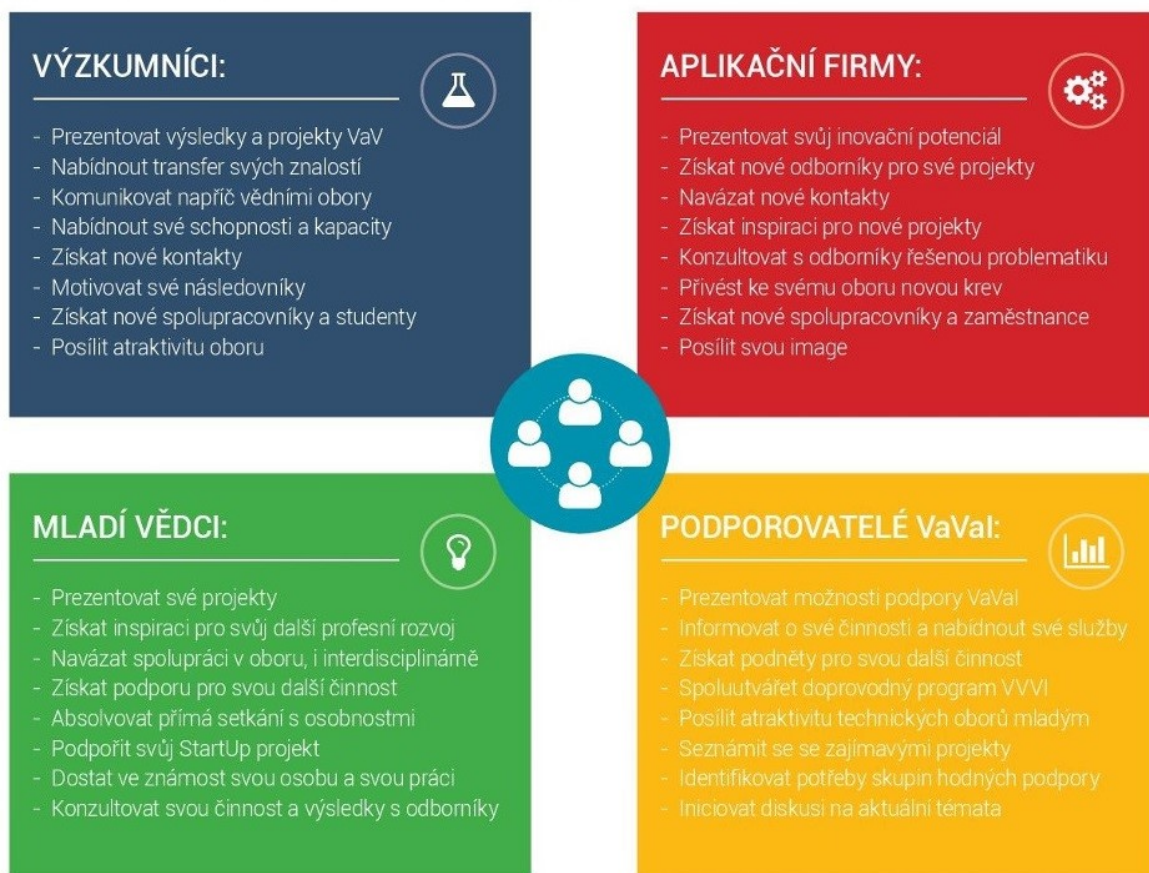 VÝZKUMNÍCI:
- Prezentovat výsledky a projekty VaV
- Nabídnout transfer svých znalostí
- Komunikovat napříč vědními obory
- Nabídnout své schopnosti a kapacity
- Získat nové kontakty
- Motivovat své následovníky
- Získat nové spolupracovníky a studenty
- Posílit atraktivitu oboru
APLIKAČNÍ FIRMY:
- Prezentovat svůj inovační potenciál
- Získat nové odborníky pro své projekty
- Navázat nové kontakty
- Získat inspiraci pro nové projekty
- Konzultovat s odborníky řešenou problematiku
- Přivést ke svému oboru novou krev
- Získat nové spolupracovníky a zaměstnance
- Posílit svou image
MLADÍ VĚDCI:
- Prezentovat své projekty
- Získat inspiraci pro svůj další profesní rozvoj
- Navázat spolupráci v oboru, i interdisciplinárně
- Získat podporu pro svou další činnost
- Absolvovat přímá setkání s osobnostmi
- Podpořit svůj StartUp projekt
- Dostat ve známost svou osobu a svou práci
- Konzultovat svou činnost a výsledky s odborníky
PODPOROVATELÉ VaVaI:
- Prezentovat možnosti podpory VaVaI
- Informovat o své činnosti a nabídnout své služby
- Získat podněty pro svou další činnost
- Spoluutvářet doprovodný program VVVI
- Posílit atraktivitu technických oborů mladým
- Seznámit se se zajímavými projekty
- Identifikovat potřeby skupin hodných podpory
- Iniciovat diskusi na aktuální témata